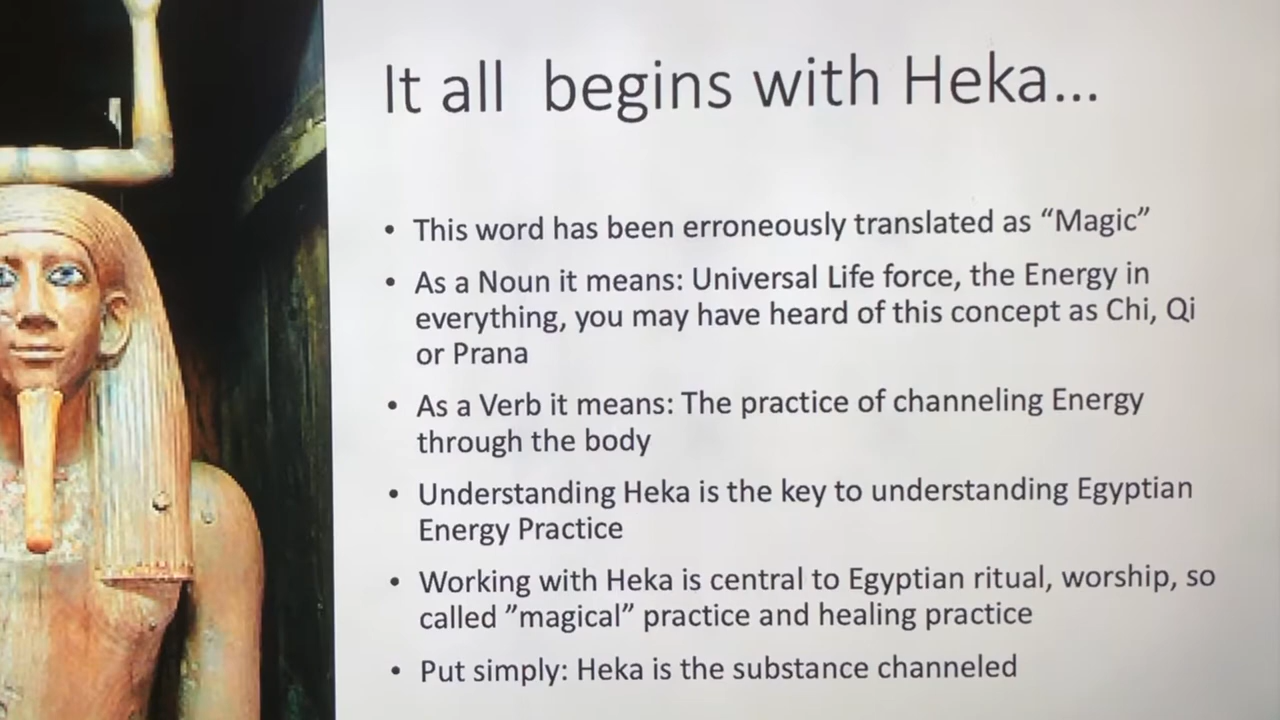 It all begins with Heka...
• This word has been erroneously translated as “Magic”
• As a Noun it means: Universal Life force, the Energy in
everything, you may have heard of this concept as Chi, Qi
or Prana
• As a Verb it means: The practice of channeling Energy
through the body
• Understanding Heka is the key to understanding Egyptian
Energy Practice
• Working with Heka is central to Egyptian ritual, worship, so
called ”magical” practice and healing practice
• Put simply: Heka is the substance channeled